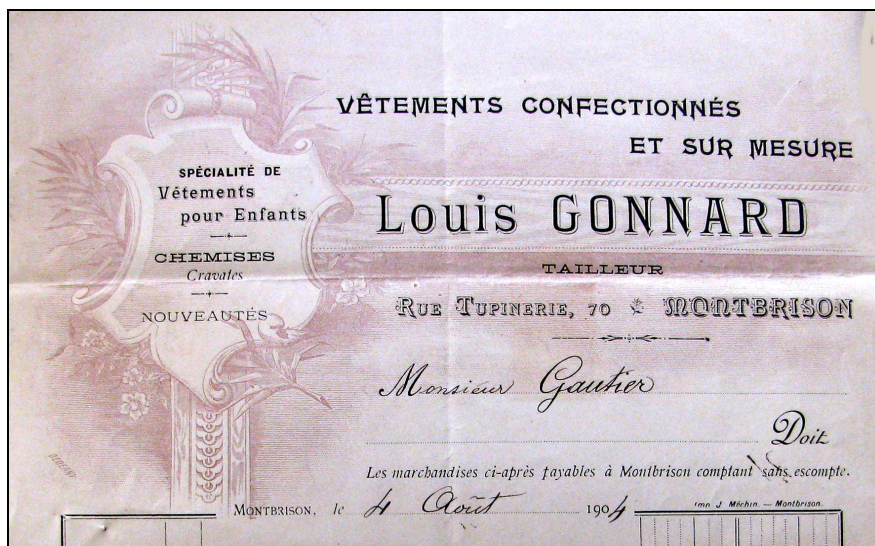 VÊTEMENTS CONFECTIONNÉS
ET SUR MESURE
SPÉCIALITÉ DE
Vêtements
pour Enfants
CHEMISES
Cravates
NOUVEAUTÉS
Louis GONNARD
TAILLEUR
RUE TUPINERIE, 70 MONTBRISON
Monsieur Gautier
Doit
Les marchandises ci-après payables à Montbrison comptant sans escompte.
MONTBRISON, le 4 Août 1904
Imp. J. Méchin. — Montbrison.